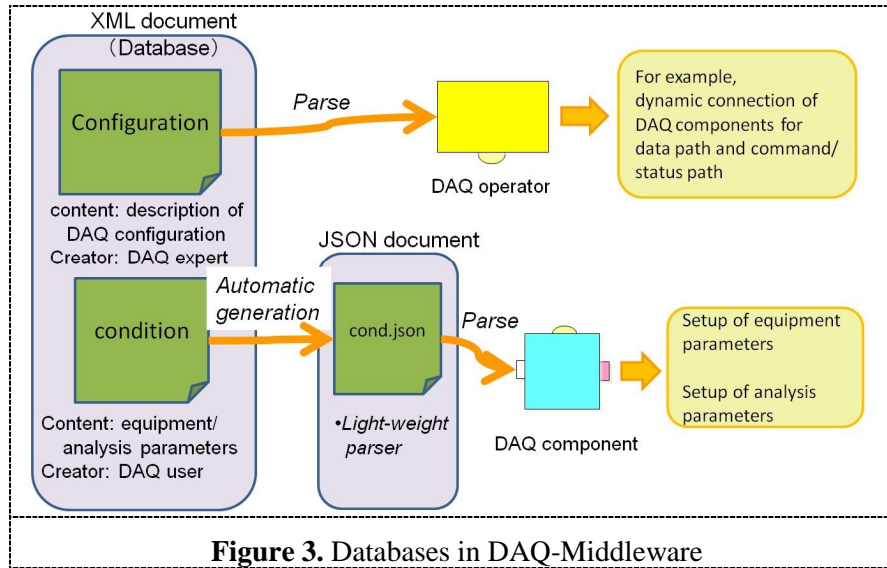 XML document
（Database）
Configuration
Parse
DAQ operator
For example,
dynamic connection of
DAQ components for
data path and command/
status path
content: description of
DAQ configuration
Creator: DAQ expert
JSON document
Automatic
generation
condition
cond.json
Parse
DAQ component
Setup of equipment
parameters
Setup of analysis
parameters
Content: equipment/
analysis parameters
Creator: DAQ user
•Light-weight
parser
Figure 3. Databases in DAQ-Middleware